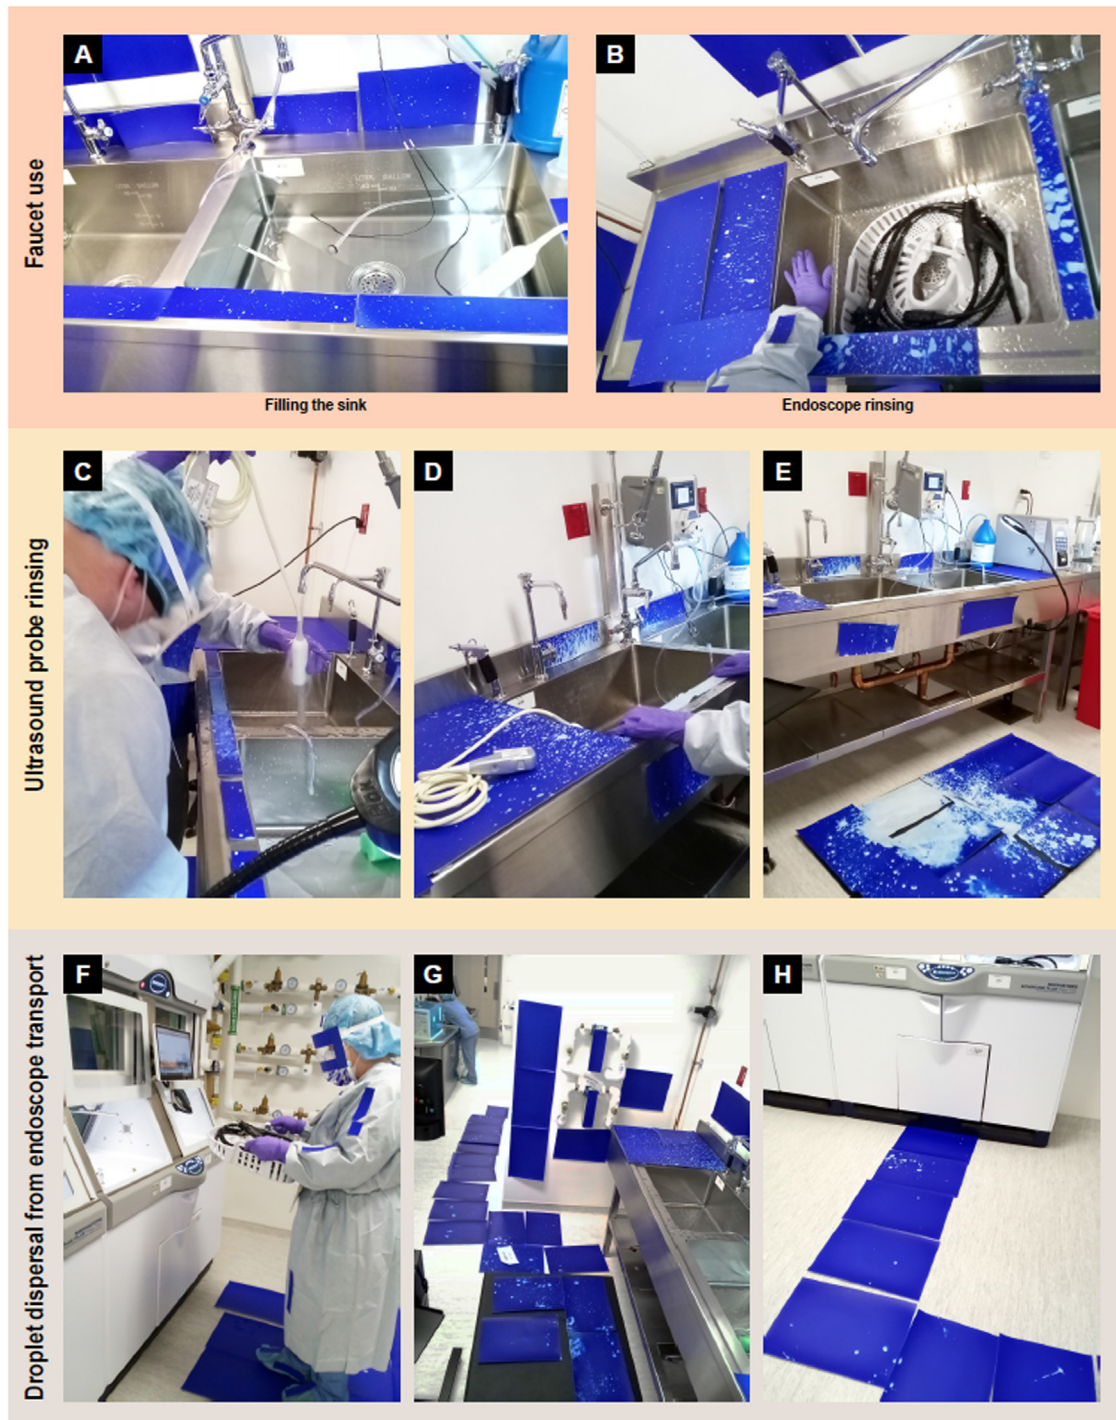 Faucet use
A
B
Filling the sink
Endoscope rinsing
Ultrasound probe rinsing
C
D
E
Droplet dispersal from endoscope transport
F
G
H